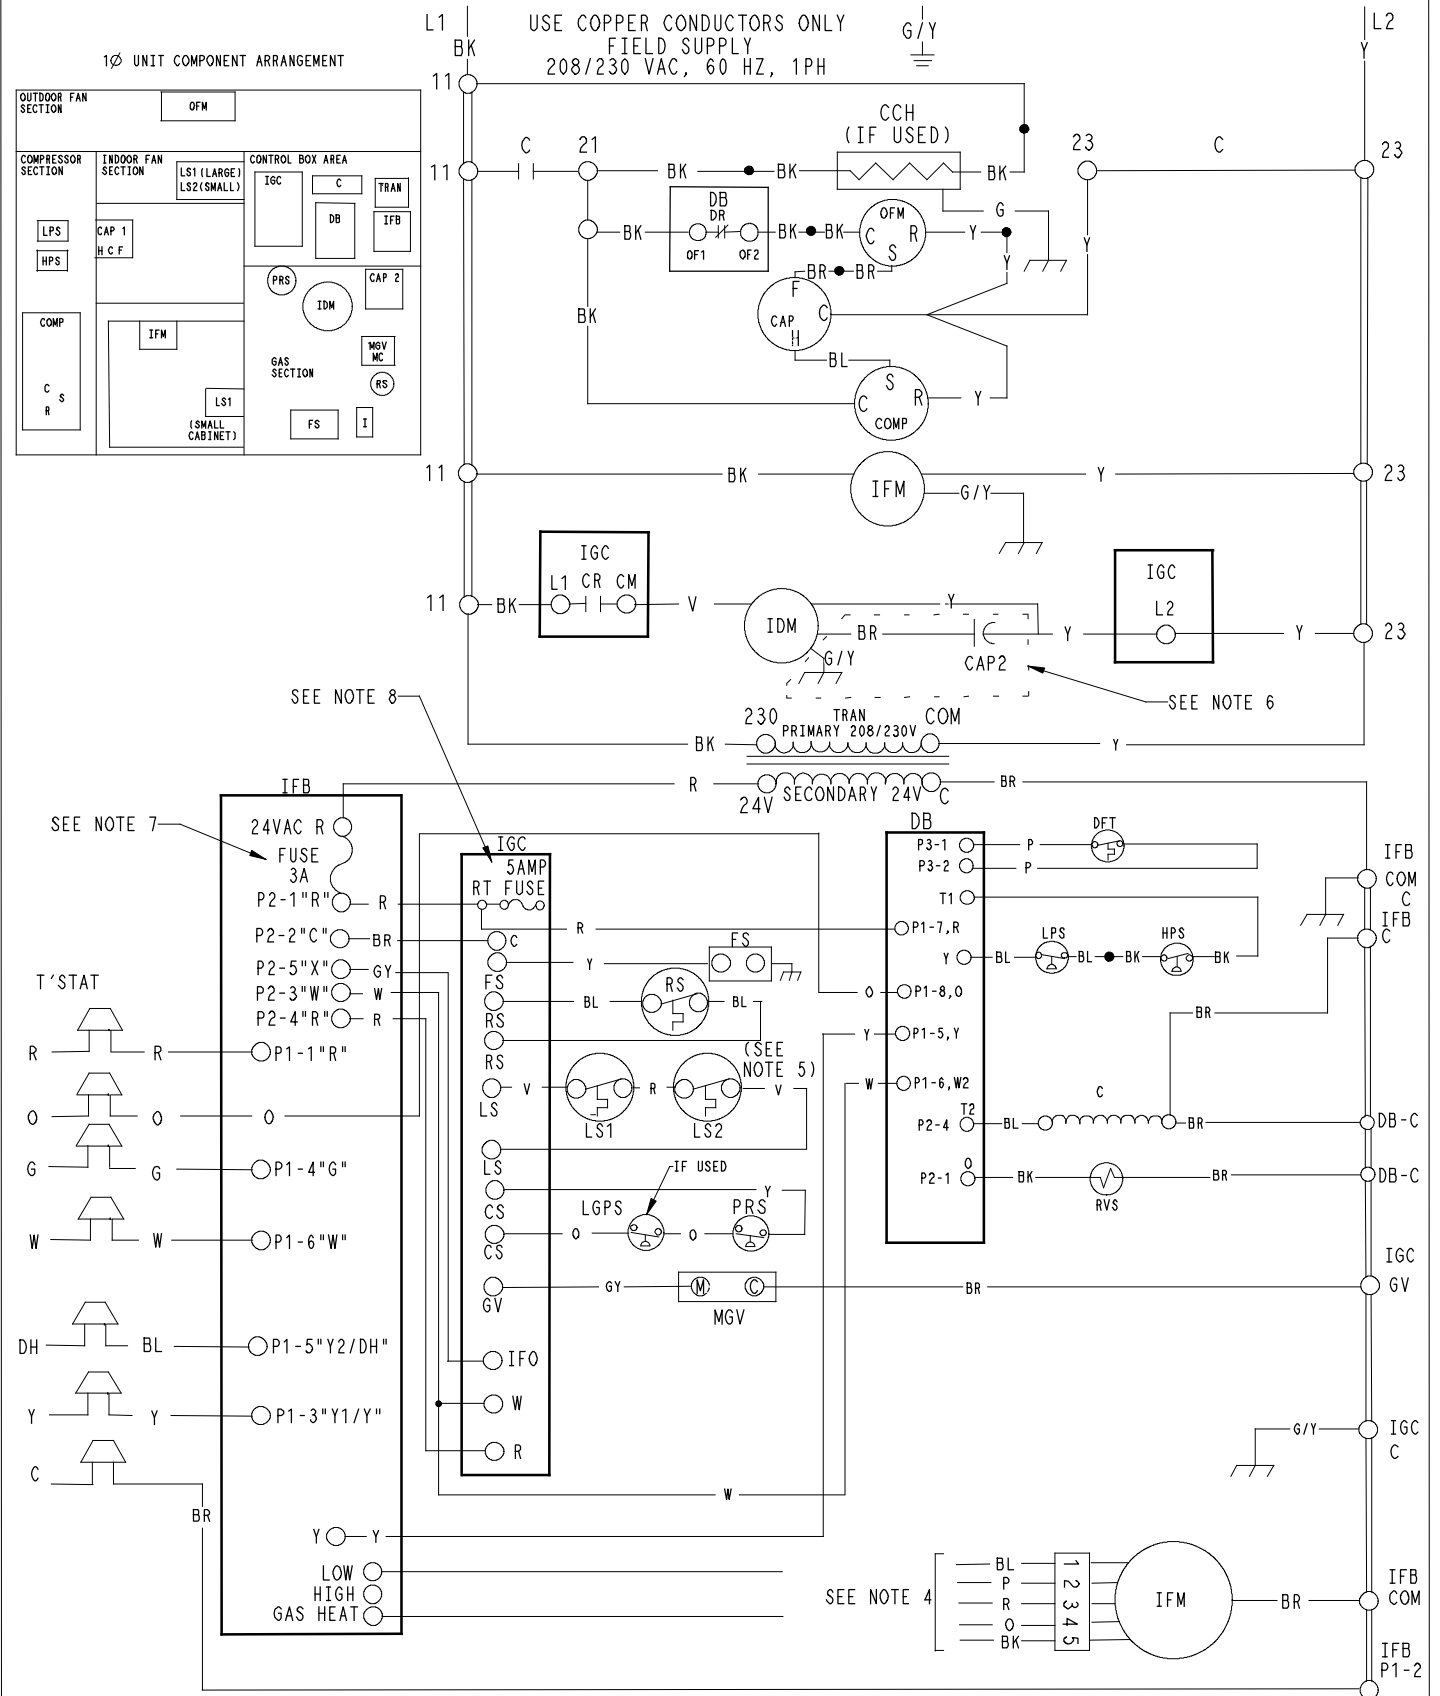 L1
USE COPPER CONDUCTORS ONLY
FIELD SUPPLY
208/230 VAC, 60 HZ, 1PH
G/Y
L2
BK
Y
1Ø UNIT COMPONENT ARRANGEMENT
OUTDOOR FAN
SECTION
OFM
COMPRESSOR
SECTION
INDOOR FAN
SECTION
LS1(LARGE)
LS2(SMALL)
CONTROL BOX AREA
IGC
C
TRAN
DB
IFB
LPS
HPS
CAP 1
H C F
PRS
IDM
CAP 2
COMP
C
S
R
IFM
GAS
SECTION
MGV
MC
RS
LS1
(SMALL
CABINET)
FS
I
11
CCH
(IF USED)
11
C
21
BK
BK
BK
23
C
23
DB
DR
OF1
OF2
BK
BK
BK
OFM
C
R
S
Y
G
Y
Y
BR
BR
F
CAP
C
H
BK
BL
S
C
R
COMP
Y
11
BK
IFM
Y
23
G/Y
IGC
L1 CR CM
11
BK
V
IDM
Y
BR
G/Y
CAP2
Y
IGC
L2
Y
23
SEE NOTE 8
SEE NOTE 6
230
TRAN
PRIMARY 208/230V
COM
BK
Y
R
24V
SECONDARY 24V
C
BR
IFB
SEE NOTE 7
24VAC R
FUSE
3A
P2-1"R"
R
P2-2"C"
BR
P2-5"X"
GY
P2-3"W"
W
P2-4"R"
R
IGC
5AMP
RT FUSE
R
C
FS
Y
FS
RS
BL
RS
BL
RS
(SEE
NOTE 5)
LS
V
LS1
R
LS2
V
LS
IF USED
CS
Y
LGPS
PRS
CS
O
O
GV
GY
M
C
MGV
BR
IFO
W
R
DB
P3-1
P
DFT
P3-2
P
T1
P1-7,R
LPS
HPS
Y
BL
BL
BK
BK
O
P1-8,O
Y
P1-5,Y
W
P1-6,W2
T2
P2-4
BL
C
BR
BR
DB-C
O
P2-1
BK
RVS
BR
DB-C
IFB
COM
C
IFB
C
IGC
GV
T'STAT
R
R
P1-1"R"
O
O
O
G
G
P1-4"G"
W
W
P1-6"W"
DH
BL
P1-5"Y2/DH"
Y
Y
P1-3"Y1/Y"
C
BR
W
Y
Y
LOW
HIGH
GAS HEAT
G/Y
IGC
C
SEE NOTE 4
BL
P
R
O
BK
1
2
3
4
5
IFM
BR
IFB
COM
IFB
P1-2